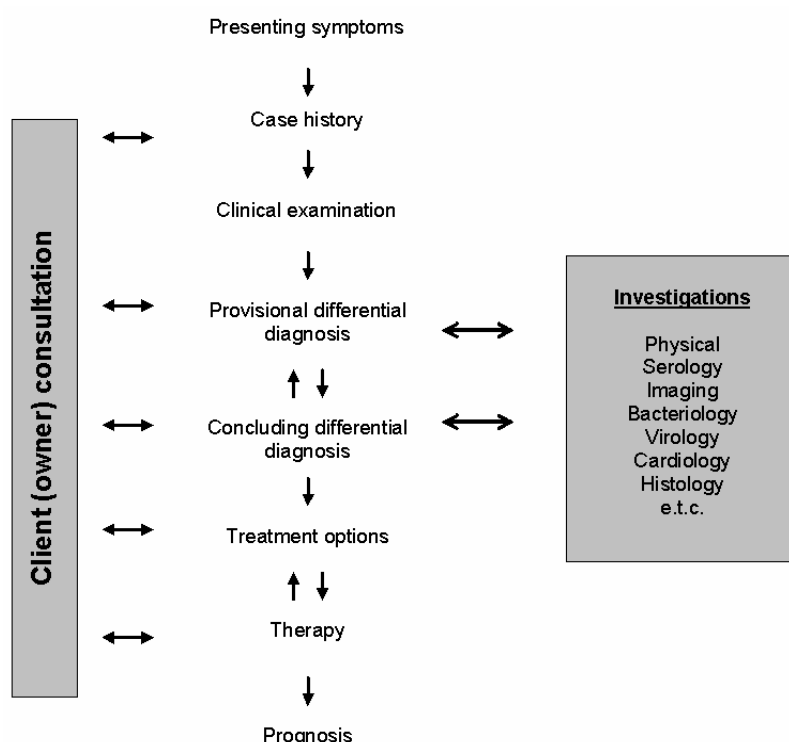 Presenting symptoms
Case history
Clinical examination
Provisional differential
diagnosis
Concluding differential
diagnosis
Treatment options
Therapy
Prognosis
Client (owner) consultation
Investigations
Physical
Serology
Imaging
Bacteriology
Virology
Cardiology
Histology
e.t.c.